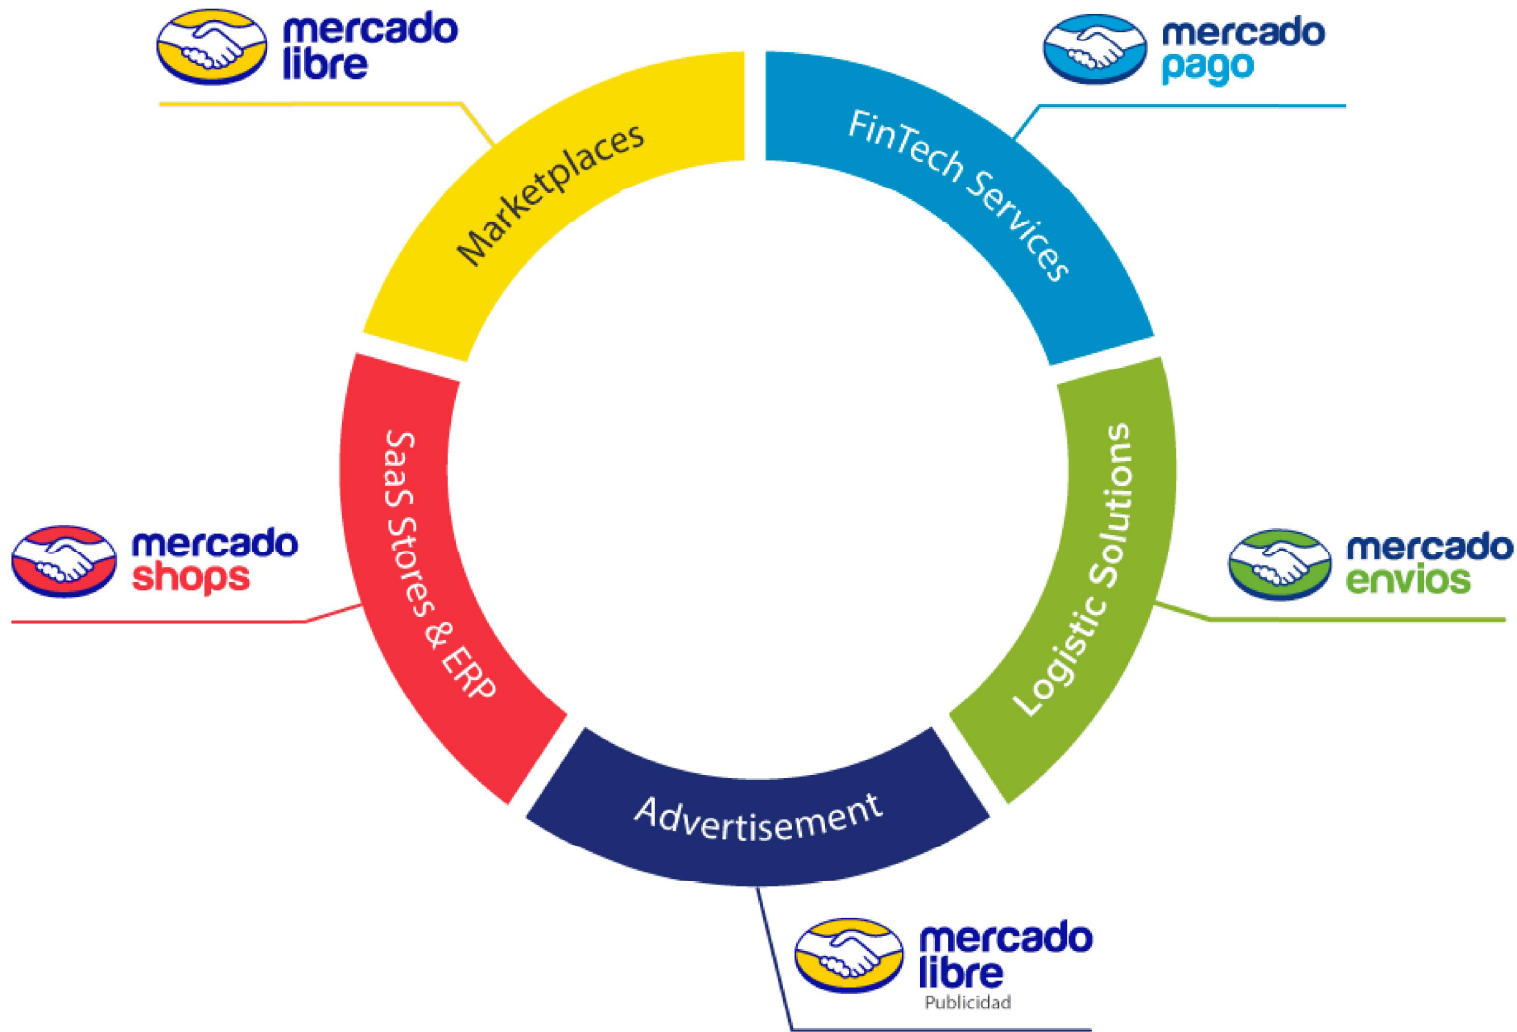 mercado
libre
mercado
pago
Marketplaces
FinTech Services
SaaS Stores & ERP
Logistic Solutions
mercado
shops
mercado
envios
Advertisement
mercado
libre
Publicidad